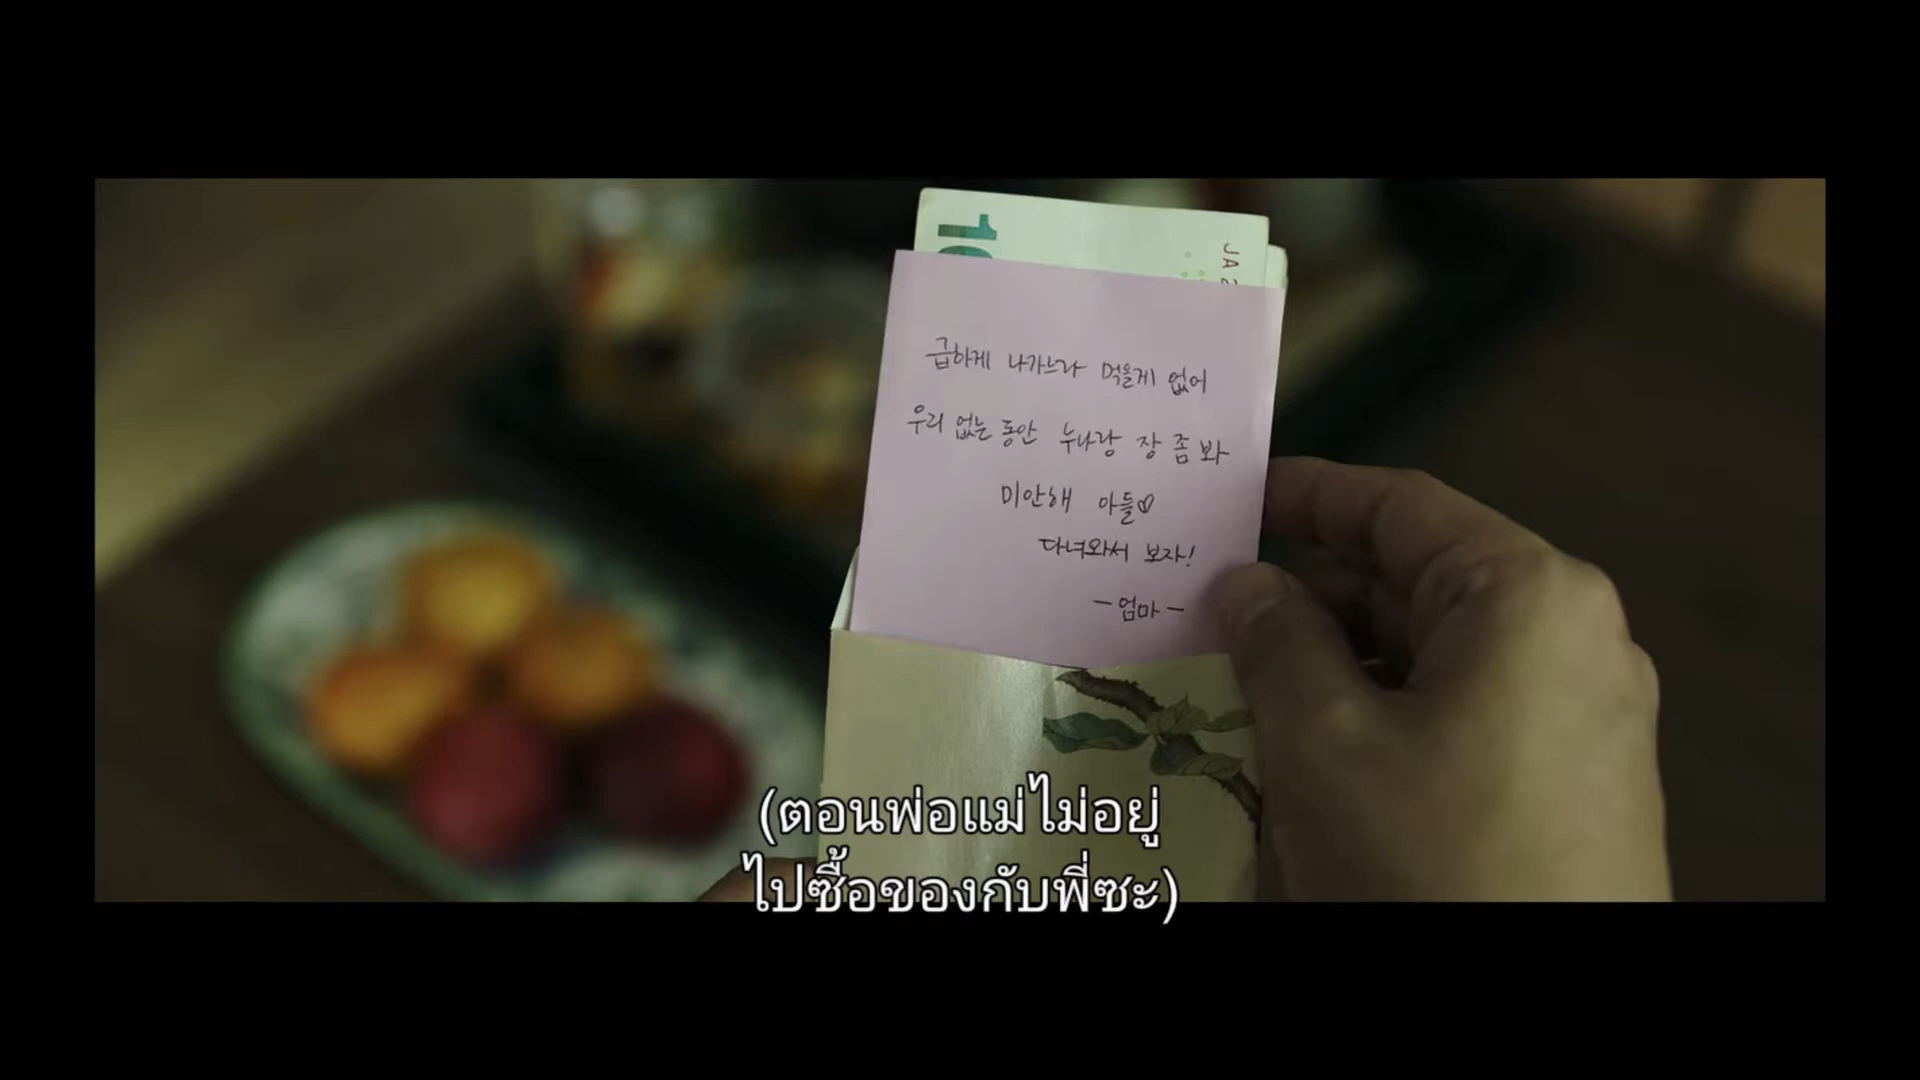 10
JA 2
급하게 나가느라 먹을게 없어
우리 없는 동안 누나랑 장 좀 봐
미안해 아들♡
다녀와서 보자!
-엄마-
(ตอนพ่อแม่ไม่อยู่
ไปซื้อของกับพี่ซะ)